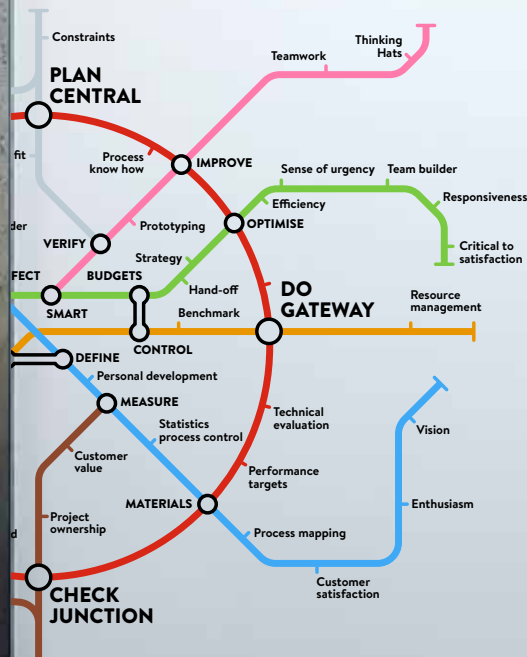 Constraints
PLAN
CENTRAL
Thinking
Hats
Teamwork
fit
Process
know how
IMPROVE
Sense of urgency
Team builder
Efficiency
Responsiveness
der
Prototyping
OPTIMISE
VERIFY
Strategy
Critical to
satisfaction
FECT
BUDGETS
Hand-off
DO
GATEWAY
SMART
Benchmark
Resource
management
CONTROL
DEFINE
Personal development
MEASURE
Statistics
process control
Technical
evaluation
Vision
Customer
value
Performance
targets
MATERIALS
Enthusiasm
Project
ownership
d
Process mapping
Customer
satisfaction
CHECK
JUNCTION